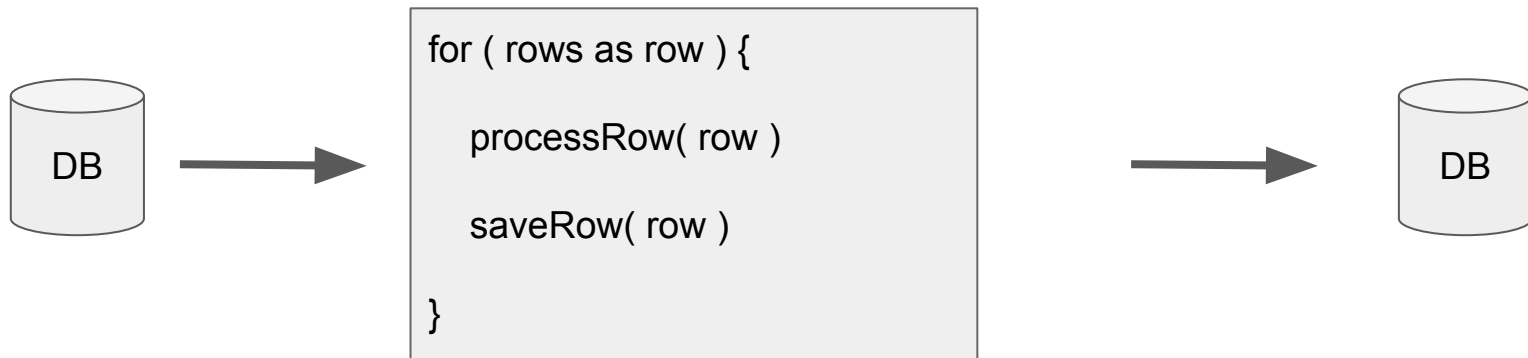 DB
for ( rows as row ) {
processRow( row )
saveRow( row )
}
DB